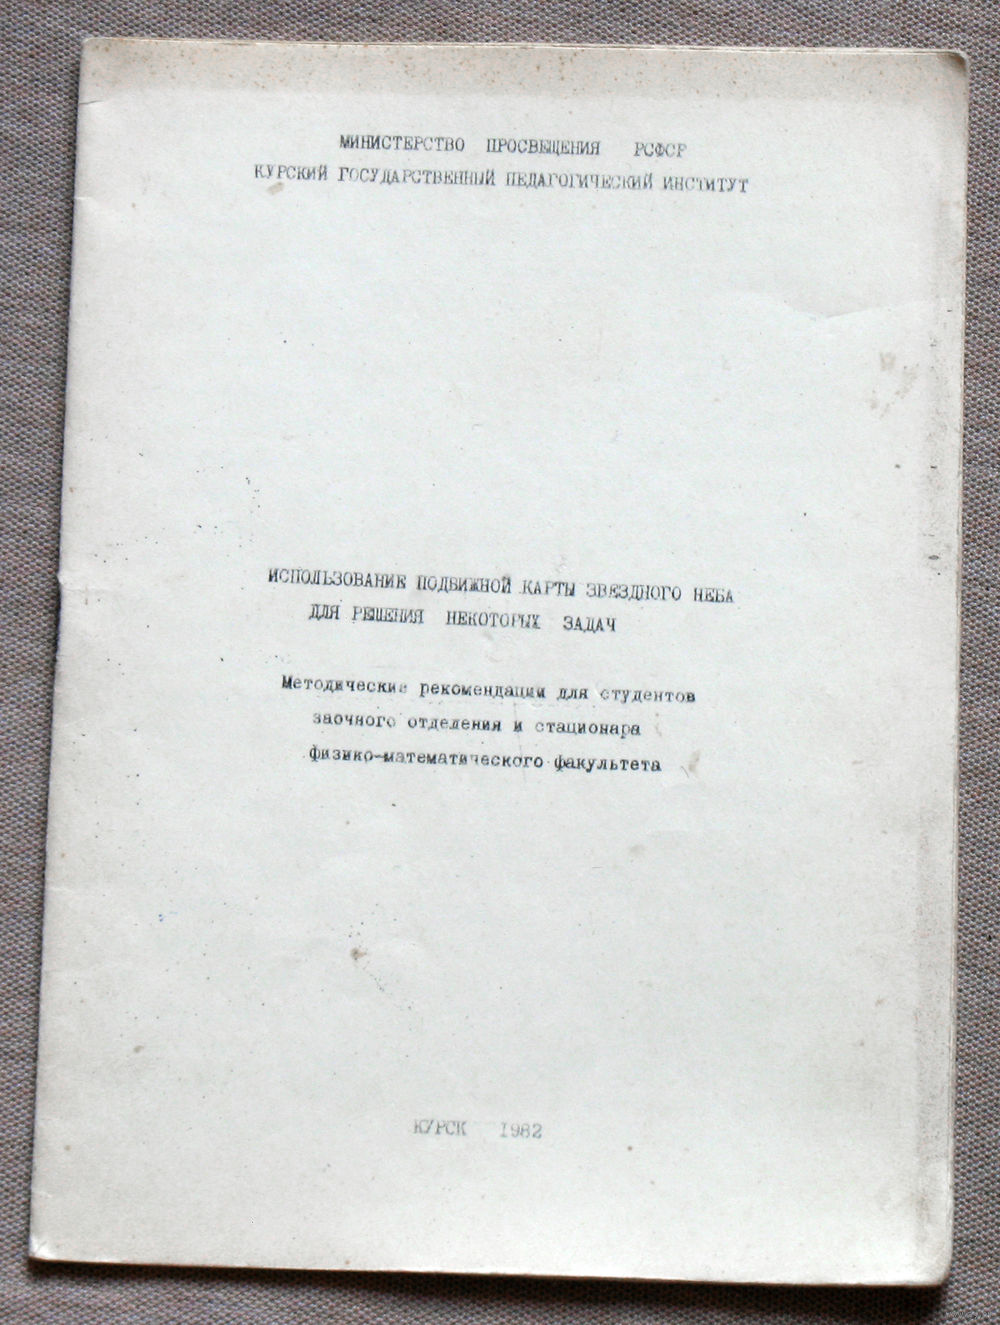 МИНИСТЕРСТВО ПРОСВЕЩЕНИЯ РСФСР
КУРСКИЙ ГОСУДАРСТВЕННЫЙ ПЕДАГОГИЧЕСКИЙ ИНСТИТУТ
ИСПОЛЬЗОВАНИЕ ПОДВИЖНОЙ КАРТЫ ЗВЕЗДНОГО НЕБА
ДЛЯ РЕШЕНИЯ НЕКОТОРЫХ ЗАДАЧ
Методические рекомендации для студентов
заочного отделения и стационара
физико-математического факультета
КУРСК 1982